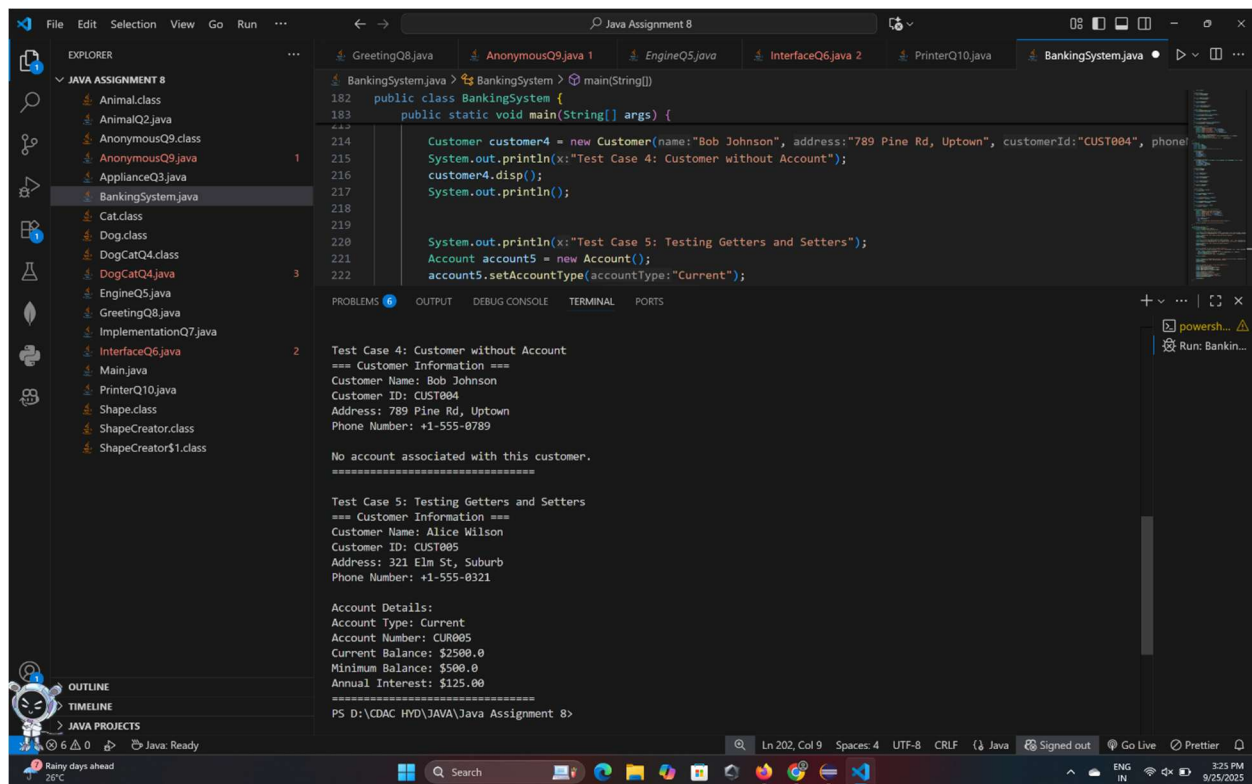 File Edit Selection View Go Run ···
Java Assignment 8
EXPLORER ···
JAVA ASSIGNMENT 8
Animal.class
AnimalQ2.java
AnonymousQ9.class
AnonymousQ9.java 1
ApplianceQ3.java
BankingSystem.java
Cat.class
Dog.class
DogCatQ4.class
DogCatQ4.java 3
EngineQ5.java
GreetingQ8.java
ImplementationQ7.java
InterfaceQ6.java 2
Main.java
PrinterQ10.java
Shape.class
ShapeCreator.class
ShapeCreator$1.class
OUTLINE
TIMELINE
JAVA PROJECTS
GreetingQ8.java AnonymousQ9.java 1 EngineQ5.java InterfaceQ6.java 2 PrinterQ10.java BankingSystem.java
BankingSystem.java > BankingSystem > main(String[])
182 public class BankingSystem {
183 public static void main(String[] args) {
214 Customer customer4 = new Customer(name:"Bob Johnson", address:"789 Pine Rd, Uptown", customerId:"CUST004", phone
215 System.out.println(x:"Test Case 4: Customer without Account");
216 customer4.disp();
217 System.out.println();
218
219
220 System.out.println(x:"Test Case 5: Testing Getters and Setters");
221 Account account5 = new Account();
222 account5.setAccountType(accountType:"Current");
PROBLEMS 6 OUTPUT DEBUG CONSOLE TERMINAL PORTS
powersh...
Run: Bankin...
Test Case 4: Customer without Account
=== Customer Information ===
Customer Name: Bob Johnson
Customer ID: CUST004
Address: 789 Pine Rd, Uptown
Phone Number: +1-555-0789
No account associated with this customer.
================================
Test Case 5: Testing Getters and Setters
=== Customer Information ===
Customer Name: Alice Wilson
Customer ID: CUST005
Address: 321 Elm St, Suburb
Phone Number: +1-555-0321
Account Details:
Account Type: Current
Account Number: CUR005
Current Balance: $2500.0
Minimum Balance: $500.0
Annual Interest: $125.00
================================
PS D:\CDAC HYD\JAVA\Java Assignment 8>
6 0 Java: Ready Ln 202, Col 9 Spaces: 4 UTF-8 CRLF Java Signed out Go Live Prettier
Rainy days ahead
26°C
Search
ENG
IN
3:25 PM
9/25/2025